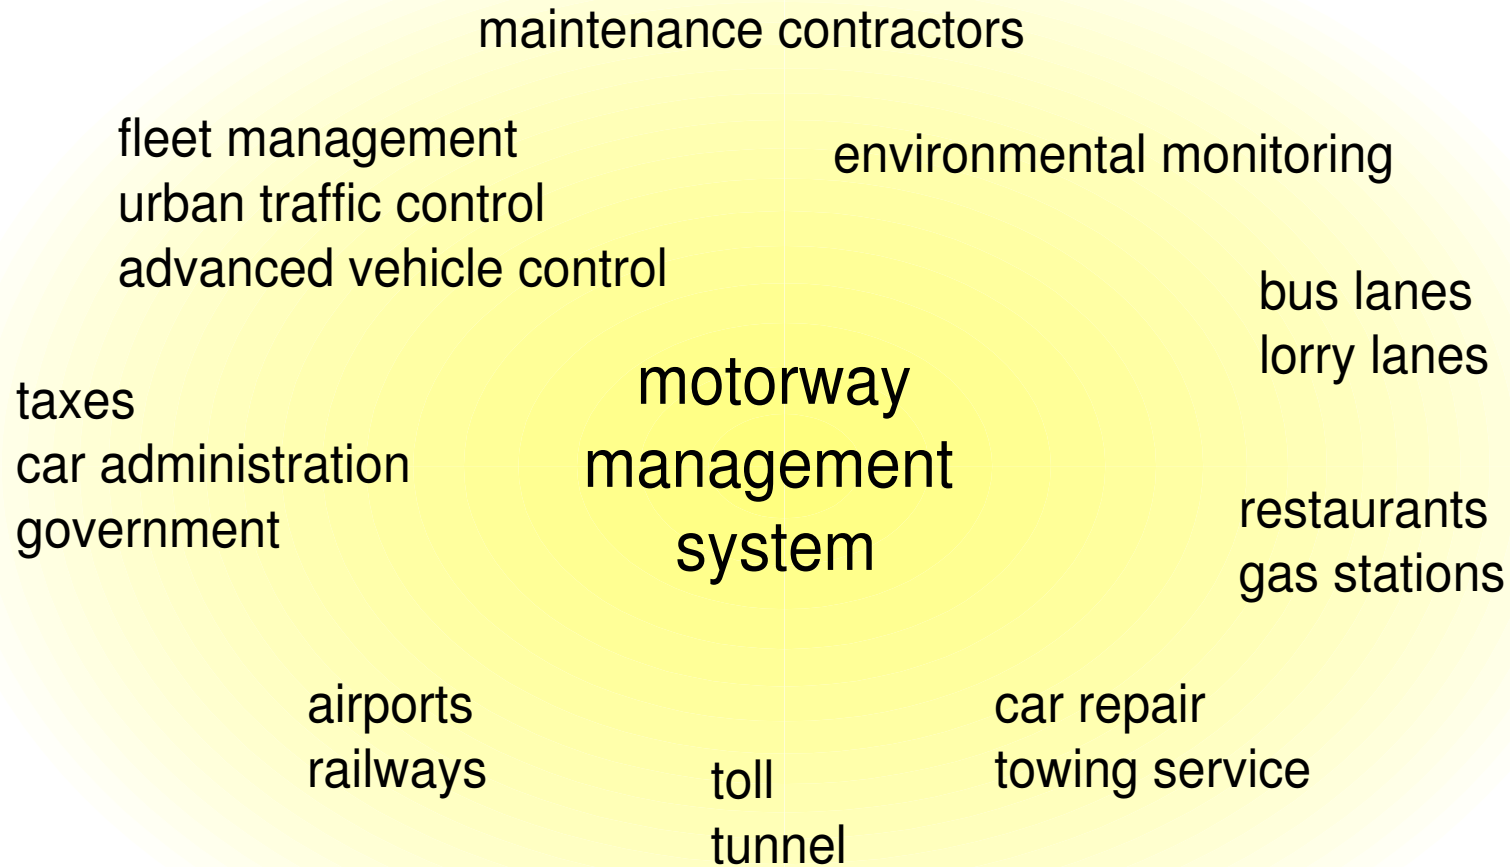 maintenance contractors
fleet management
urban traffic control
advanced vehicle control
environmental monitoring
bus lanes
lorry lanes
motorway
management
system
taxes
car administration
government
restaurants
gas stations
airports
railways
toll
tunnel
car repair
towing service